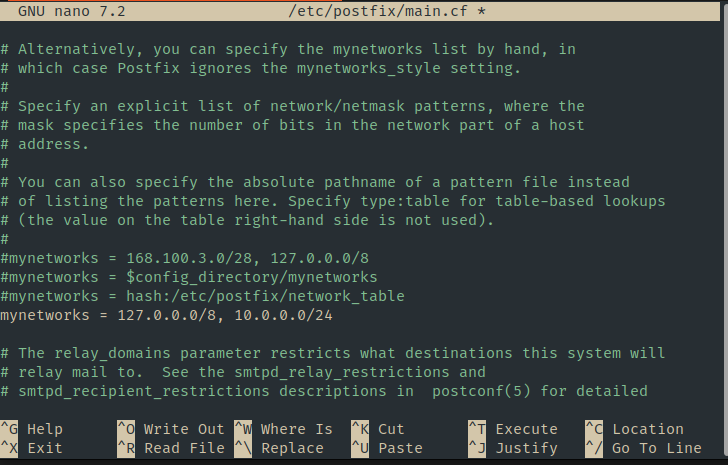 GNU nano 7.2 /etc/postfix/main.cf *
# Alternatively, you can specify the mynetworks list by hand, in
# which case Postfix ignores the mynetworks_style setting.
#
# Specify an explicit list of network/netmask patterns, where the
# mask specifies the number of bits in the network part of a host
# address.
#
# You can also specify the absolute pathname of a pattern file instead
# of listing the patterns here. Specify type:table for table-based lookups
# (the value on the table right-hand side is not used).
#
#mynetworks = 168.100.3.0/28, 127.0.0.0/8
#mynetworks = $config_directory/mynetworks
#mynetworks = hash:/etc/postfix/network_table
mynetworks = 127.0.0.0/8, 10.0.0.0/24
# The relay_domains parameter restricts what destinations this system will
# relay mail to.  See the smtpd_relay_restrictions and
# smtpd_recipient_restrictions descriptions in  postconf(5) for detailed
^G Help ^O Write Out ^W Where Is ^K Cut ^T Execute ^C Location
^X Exit ^R Read File ^\ Replace ^U Paste ^J Justify ^/ Go To Line